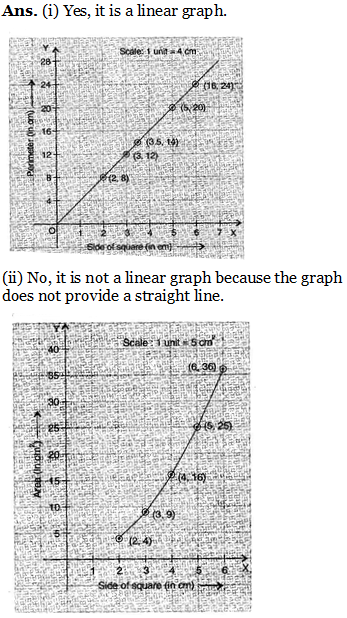 Ans. (i) Yes, it is a linear graph.
Y
Scale: 1 unit = 4 cm
28
24
20
16
12
8
4
(16, 24)
(5, 20)
(3.5, 14)
(3, 12)
(2, 8)
Perimeter (in cm)
O 1 2 3 4 5 6 7 X
Side of square (in cm)
(ii) No, it is not a linear graph because the graph
does not provide a straight line.
Y
Scale : 1 unit = 5 cm²
40
35
30
25
20
15
10
5
(6, 36)
(5, 25)
(4, 16)
(3, 9)
(2, 4)
Area (in cm²)
1 2 3 4 5 6 X
Side of square (in cm)